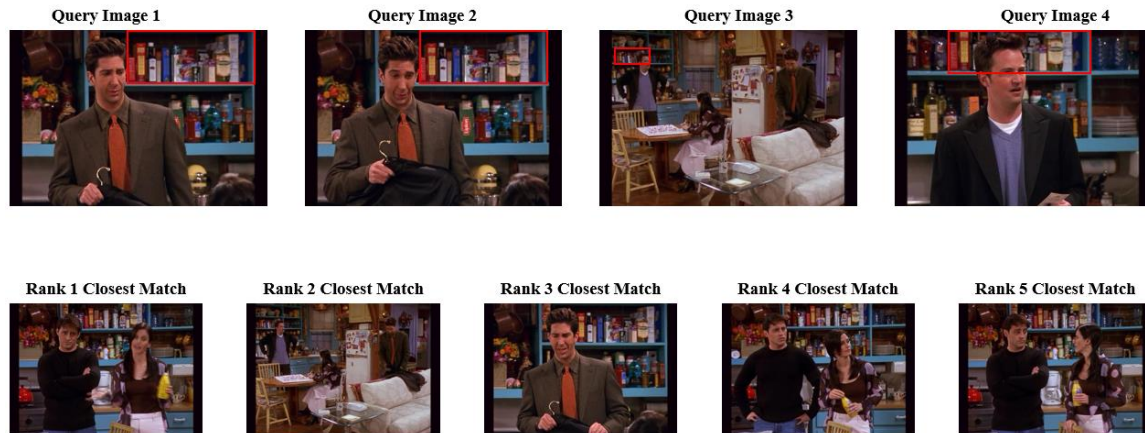 Query Image 1
Query Image 2
Query Image 3
Query Image 4
Rank 1 Closest Match
Rank 2 Closest Match
Rank 3 Closest Match
Rank 4 Closest Match
Rank 5 Closest Match